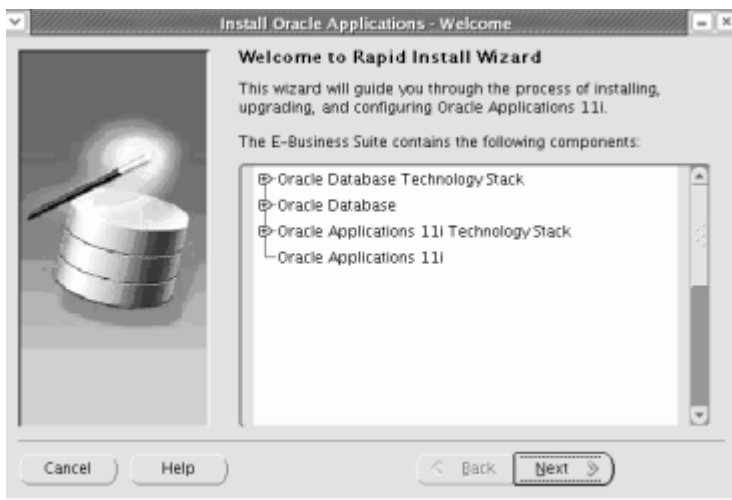 Install Oracle Applications - Welcome
Welcome to Rapid Install Wizard
This wizard will guide you through the process of installing,
upgrading, and configuring Oracle Applications 11i.
The E-Business Suite contains the following components:
Oracle Database Technology Stack
Oracle Database
Oracle Applications 11i Technology Stack
Oracle Applications 11i
Cancel Help Back Next